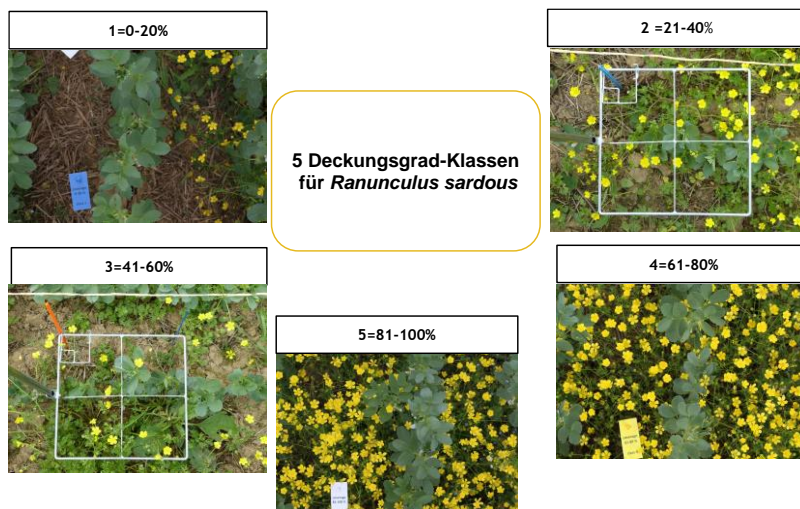 1=0-20%
2 =21-40%
5 Deckungsgrad-Klassen
für Ranunculus sardous
3=41-60%
4=61-80%
5=81-100%